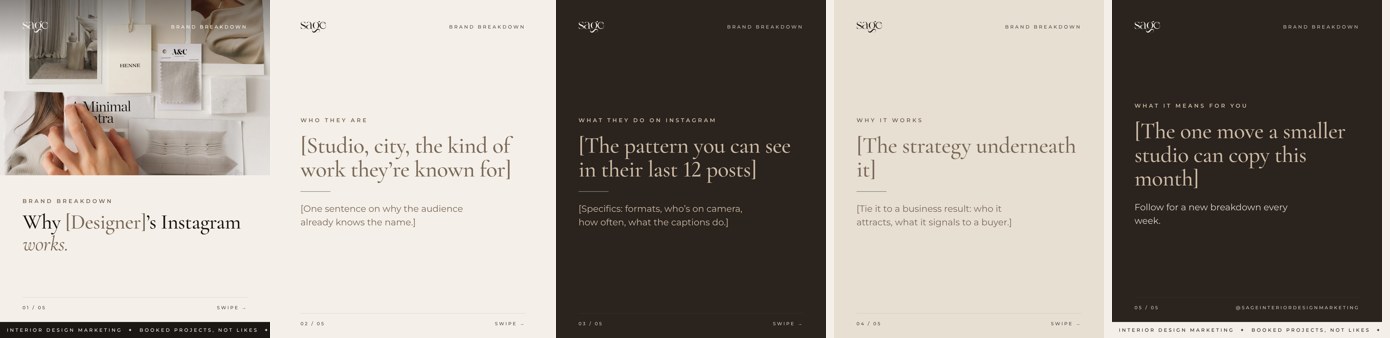 sage
BRAND BREAKDOWN
HENNÉ
A&C
Minimal
BRAND BREAKDOWN
Why [Designer]’s Instagram
works.
01 / 05
SWIPE →
INTERIOR DESIGN MARKETING • BOOKED PROJECTS, NOT LIKES •
sage
BRAND BREAKDOWN
WHO THEY ARE
[Studio, city, the kind of
work they’re known for]
[One sentence on why the audience
already knows the name.]
02 / 05
SWIPE →
sage
BRAND BREAKDOWN
WHAT THEY DO ON INSTAGRAM
[The pattern you can see
in their last 12 posts]
[Specifics: formats, who’s on camera,
how often, what the captions do.]
03 / 05
SWIPE →
sage
BRAND BREAKDOWN
WHY IT WORKS
[The strategy underneath
it]
[Tie it to a business result: who it
attracts, what it signals to a buyer.]
04 / 05
SWIPE →
sage
BRAND BREAKDOWN
WHAT IT MEANS FOR YOU
[The one move a smaller
studio can copy this
month]
Follow for a new breakdown every
week.
05 / 05
@SAGEINTERIORDESIGNMARKETING
INTERIOR DESIGN MARKETING • BOOKED PROJECTS, NOT LIKES •